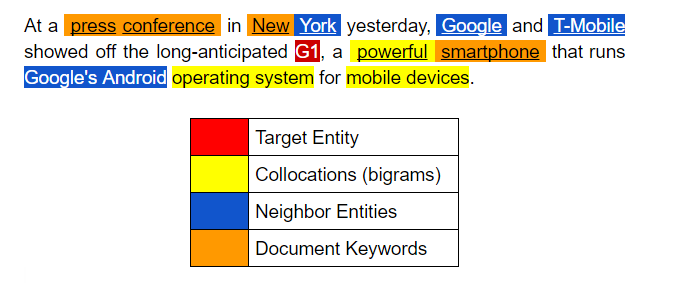 At a press conference in New York yesterday, Google and T-Mobile
showed off the long-anticipated G1, a powerful smartphone that runs
Google's Android operating system for mobile devices.
Target Entity
Collocations (bigrams)
Neighbor Entities
Document Keywords